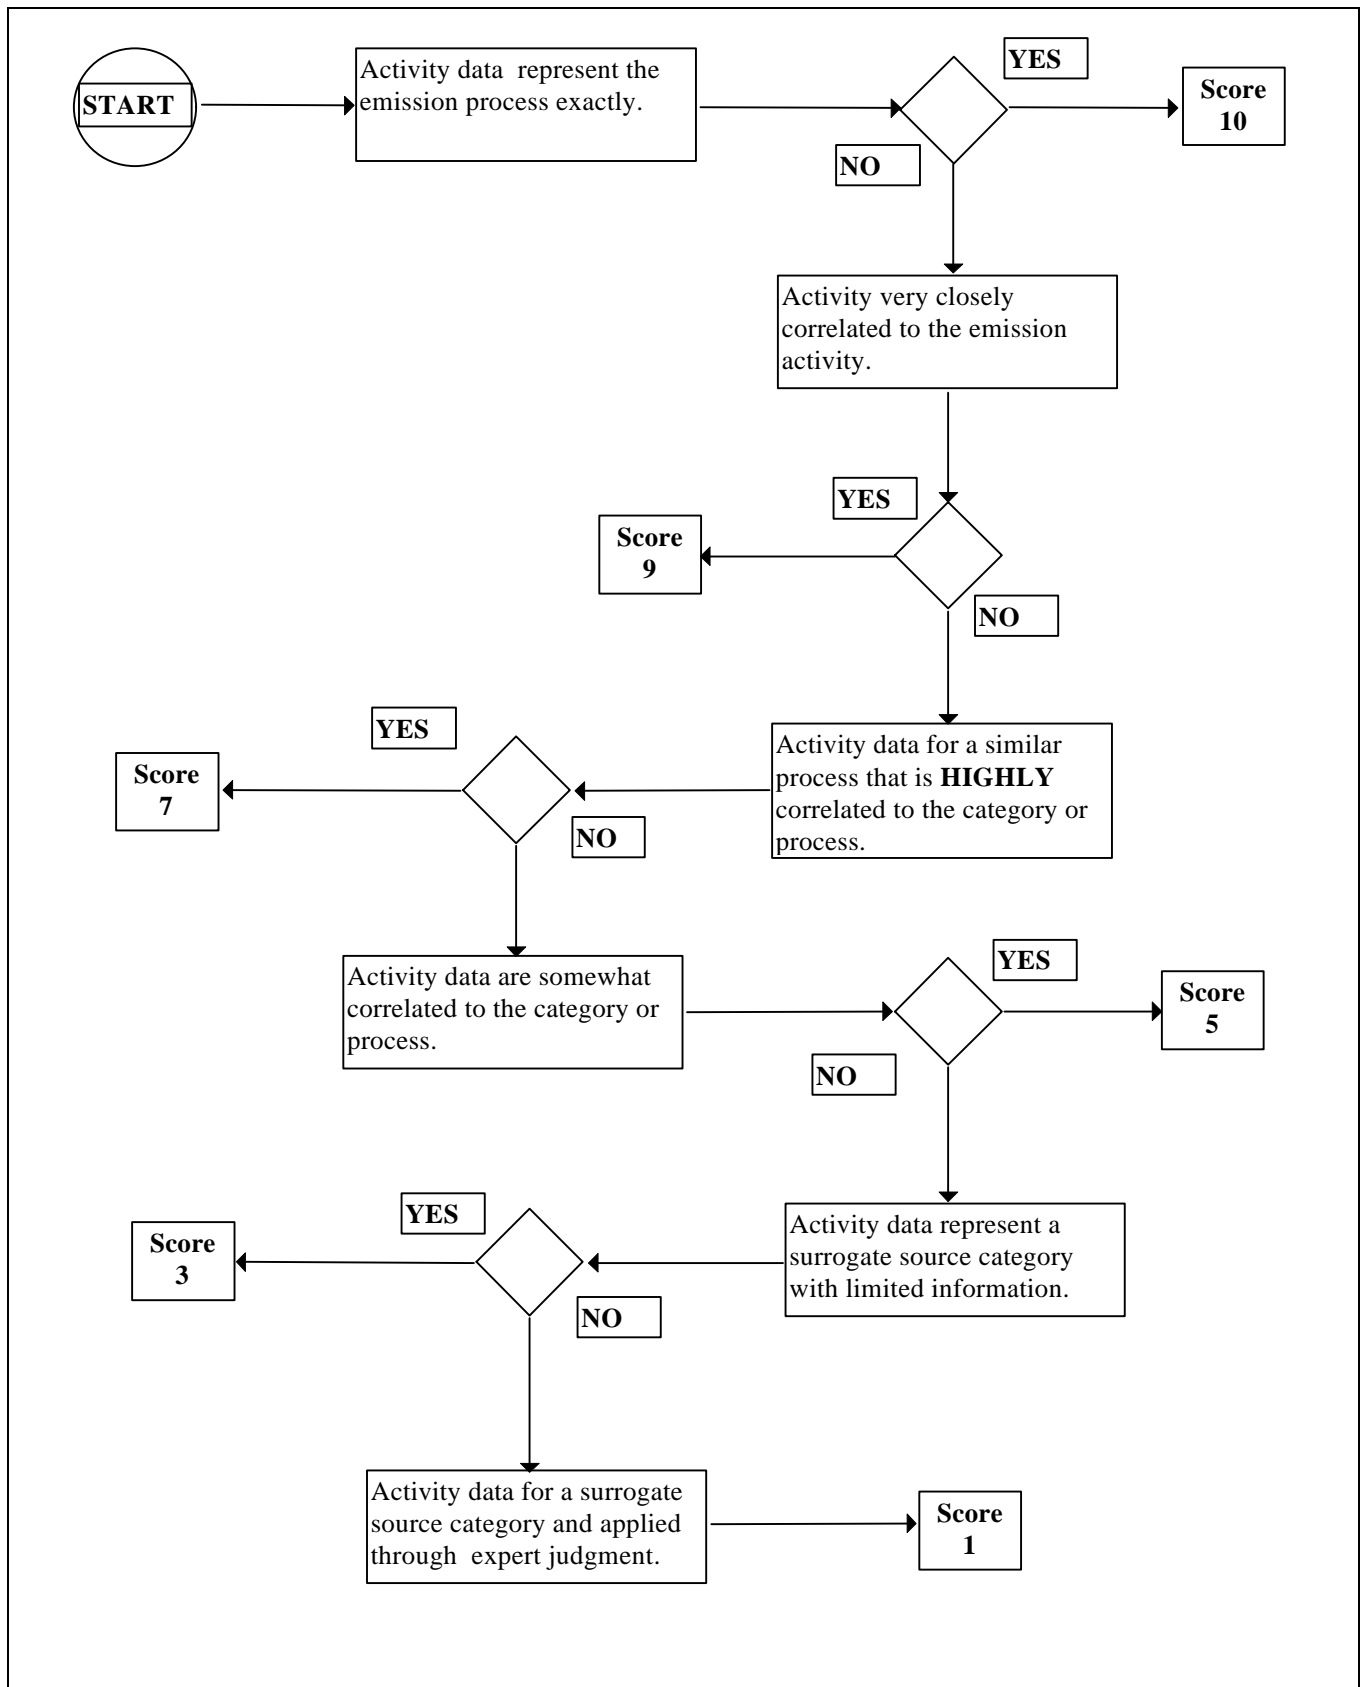 START
Activity data  represent the
emission process exactly.
YES
NO
Score
10
Activity very closely
correlated to the emission
activity.
YES
NO
Score
9
Activity data for a similar
process that is HIGHLY
correlated to the category or
process.
YES
NO
Score
7
Activity data are somewhat
correlated to the category or
process.
YES
NO
Score
5
Activity data represent a
surrogate source category
with limited information.
YES
NO
Score
3
Activity data for a surrogate
source category and applied
through  expert judgment.
Score
1